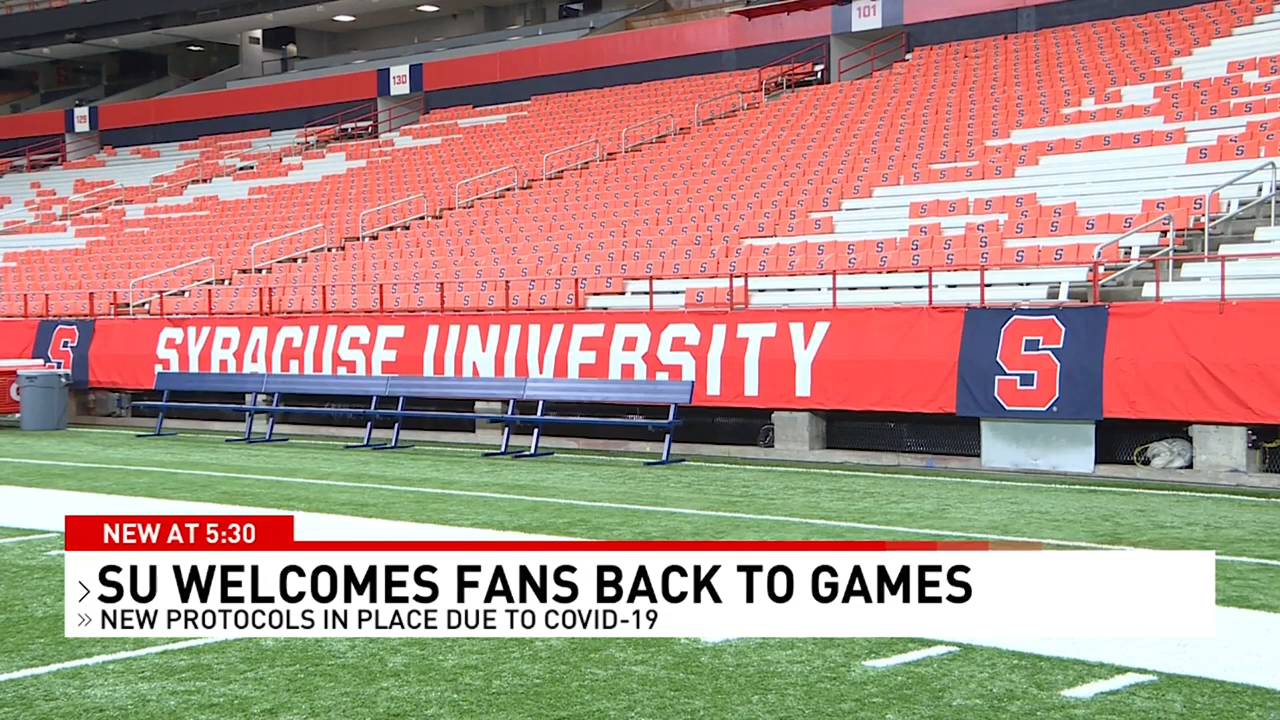 101
130
129
SYRACUSE UNIVERSITY
S
S
NEW AT 5:30
> SU WELCOMES FANS BACK TO GAMES
» NEW PROTOCOLS IN PLACE DUE TO COVID-19